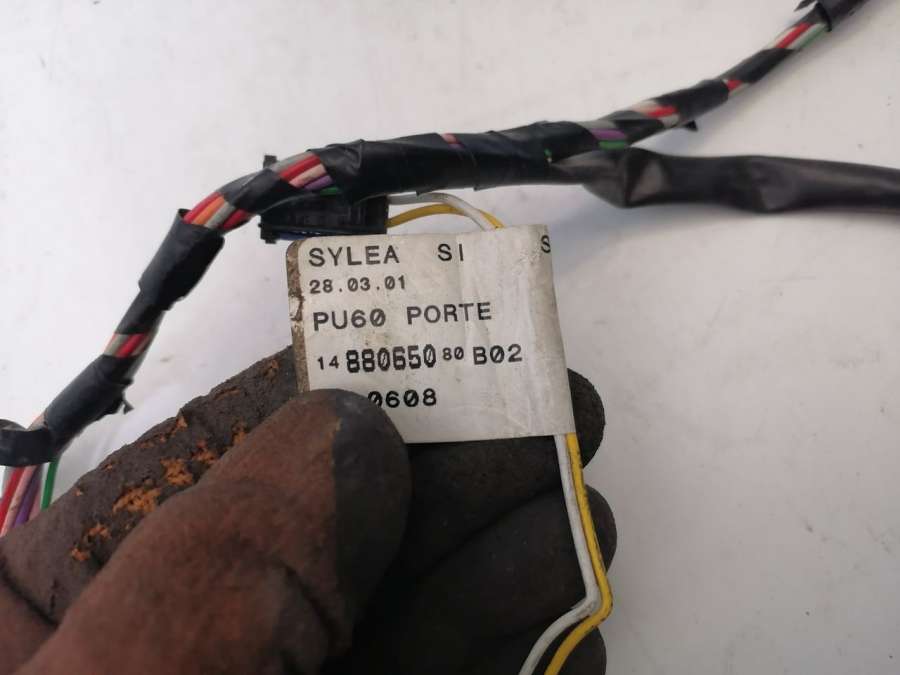 SYLEA SI S
28.03.01
PU60 PORTE
14 880650 80 B02
0608